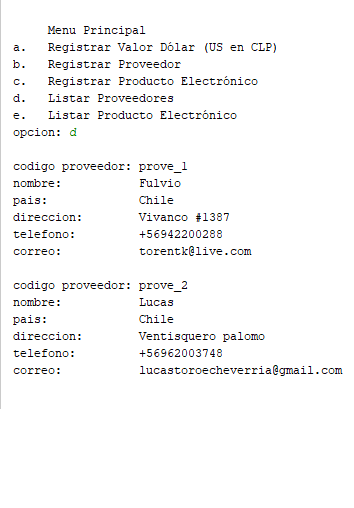 Menu Principal
a. Registrar Valor Dólar (US en CLP)
b. Registrar Proveedor
c. Registrar Producto Electrónico
d. Listar Proveedores
e. Listar Producto Electrónico
opcion: d
codigo proveedor: prove_1
nombre: Fulvio
pais: Chile
direccion: Vivanco #1387
telefono: +56942200288
correo: torentk@live.com
codigo proveedor: prove_2
nombre: Lucas
pais: Chile
direccion: Ventisquero palomo
telefono: +56962003748
correo: lucastoroecheverria@gmail.com